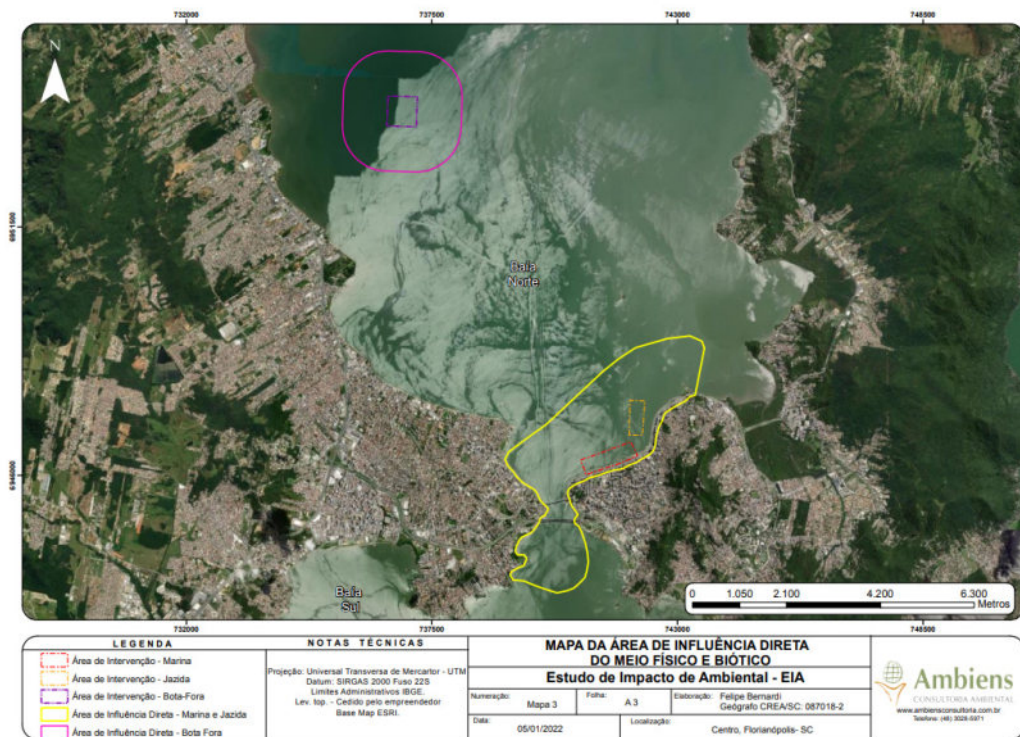 732000 737500 743000 748500
N
6951500
6946000
Baía
Norte
Baía
Sul
6951500
6946000
0 1.050 2.100 4.200 6.300
Metros
732000 737500 743000 748500
LEGENDA
Área de Intervenção - Marina
Área de Intervenção - Jazida
Área de Intervenção - Bota-Fora
Área de Influência Direta - Marina e Jazida
Área de Influência Direta - Bota Fora
NOTAS TÉCNICAS
Projeção: Universal Transversa de Mercartor - UTM
Datum: SIRGAS 2000 Fuso 22S
Limites Administrativos IBGE.
Lev. top. - Cedido pelo empreendedor
Base Map ESRI.
MAPA DA ÁREA DE INFLUÊNCIA DIRETA
DO MEIO FÍSICO E BIÓTICO
Estudo de Impacto de Ambiental - EIA
Numeração: Mapa 3
Folha: A 3
Elaboração: Felipe Bernardi
Geógrafo CREA/SC: 087018-2
Data: 05/01/2022
Localização: Centro, Florianópolis- SC
Ambiens
CONSULTORIA AMBIENTAL
www.ambiensconsultoria.com.br